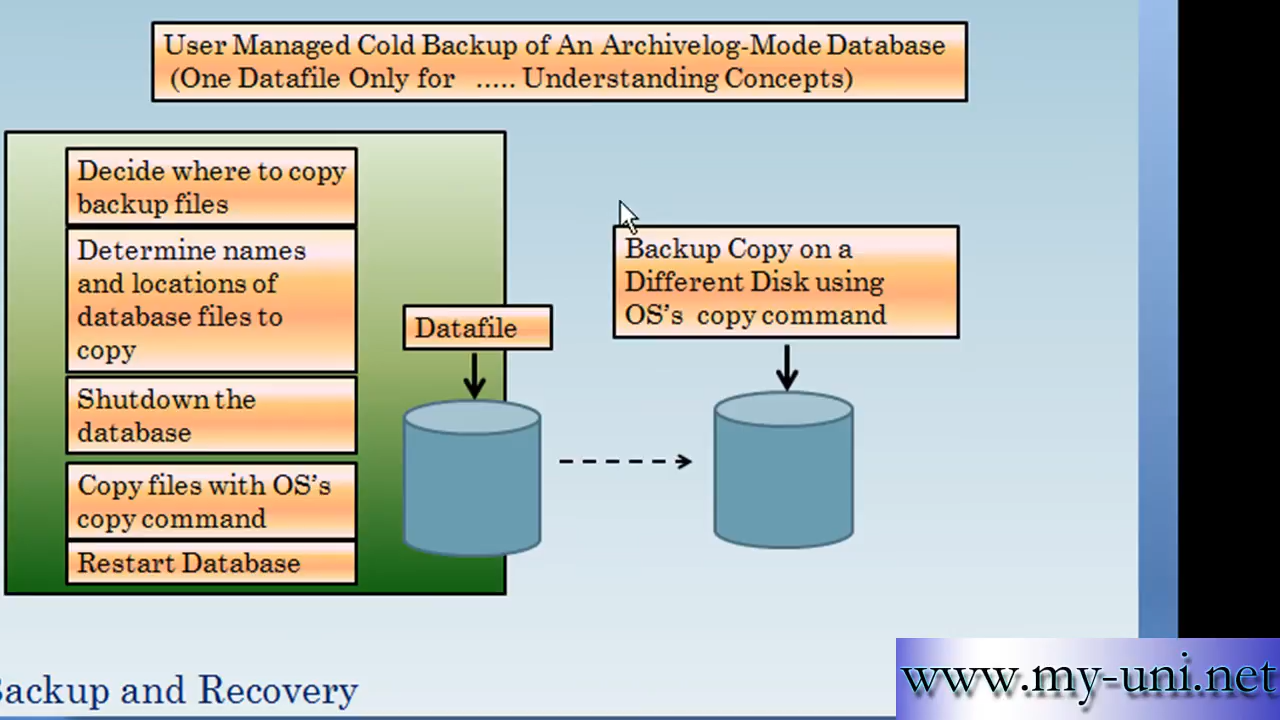 User Managed Cold Backup of An Archivelog-Mode Database
(One Datafile Only for ..... Understanding Concepts)
Decide where to copy
backup files
Determine names
and locations of
database files to
copy
Shutdown the
database
Copy files with OS's
copy command
Restart Database
Datafile
Backup Copy on a
Different Disk using
OS's copy command
Backup and Recovery
www.my-uni.net